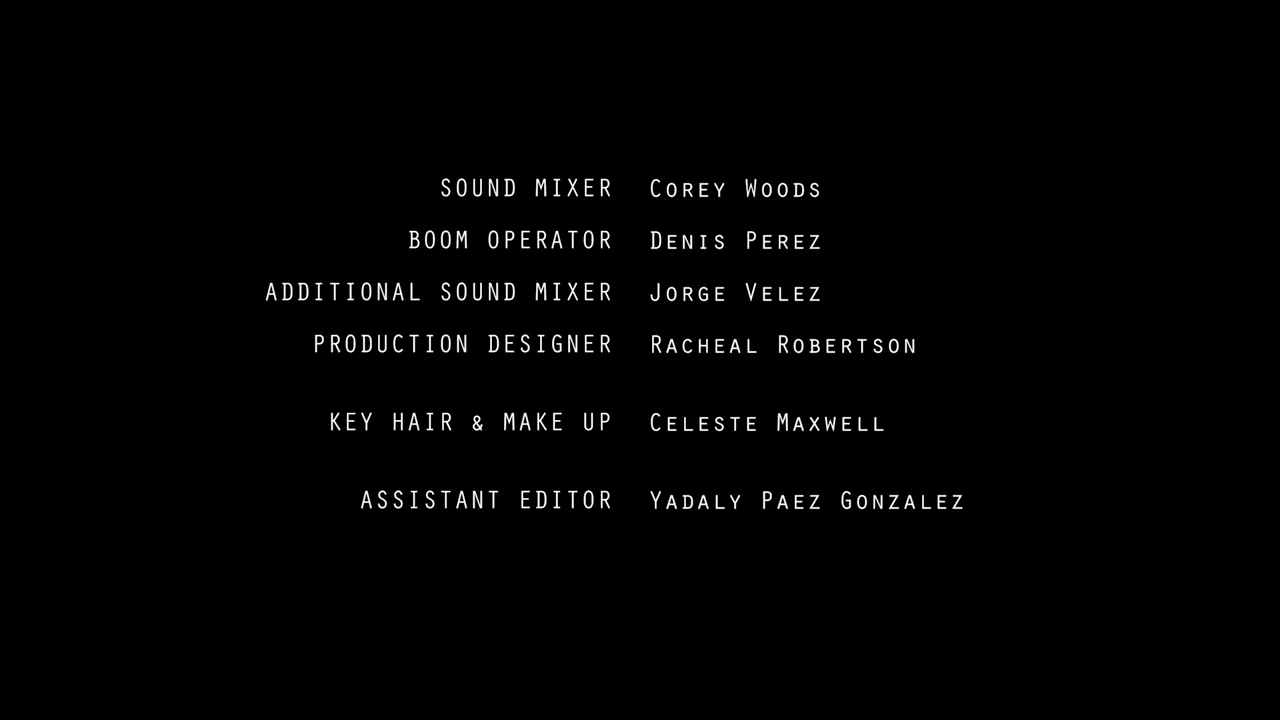 SOUND MIXER Corey Woods
BOOM OPERATOR Denis Perez
ADDITIONAL SOUND MIXER Jorge Velez
PRODUCTION DESIGNER Racheal Robertson
KEY HAIR & MAKE UP Celeste Maxwell
ASSISTANT EDITOR Yadaly Paez Gonzalez